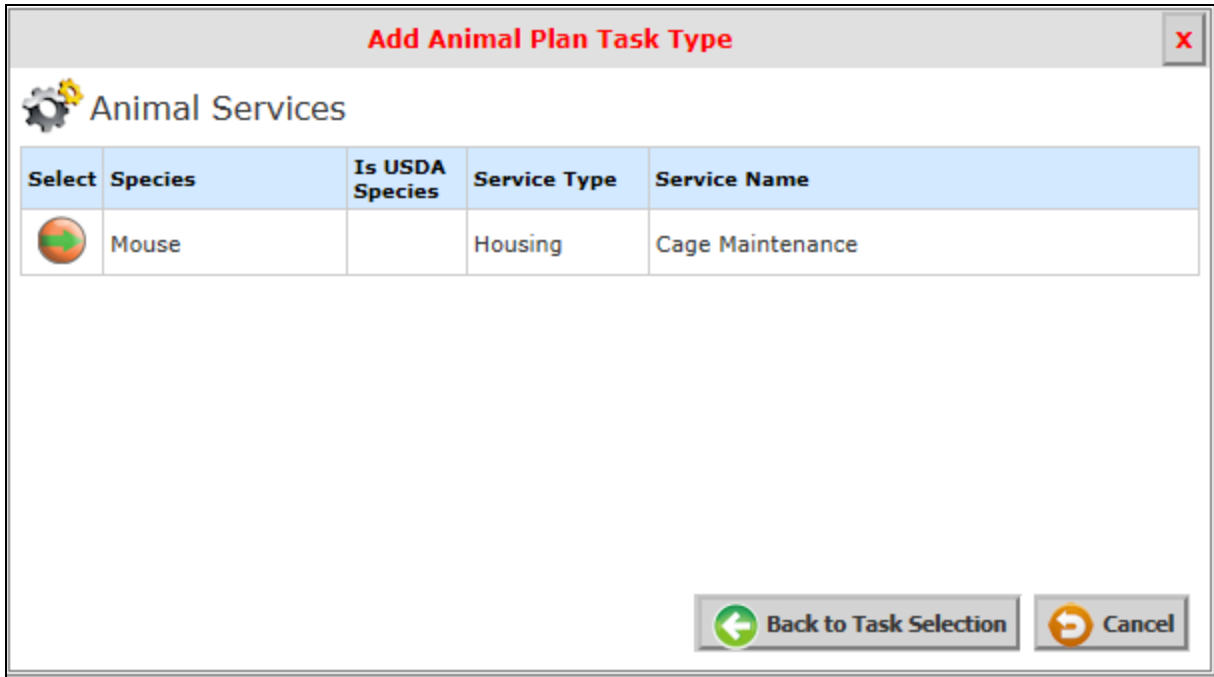 Add Animal Plan Task Type
x
Animal Services
Select Species Is USDA Species Service Type Service Name
Mouse Housing Cage Maintenance
Back to Task Selection Cancel